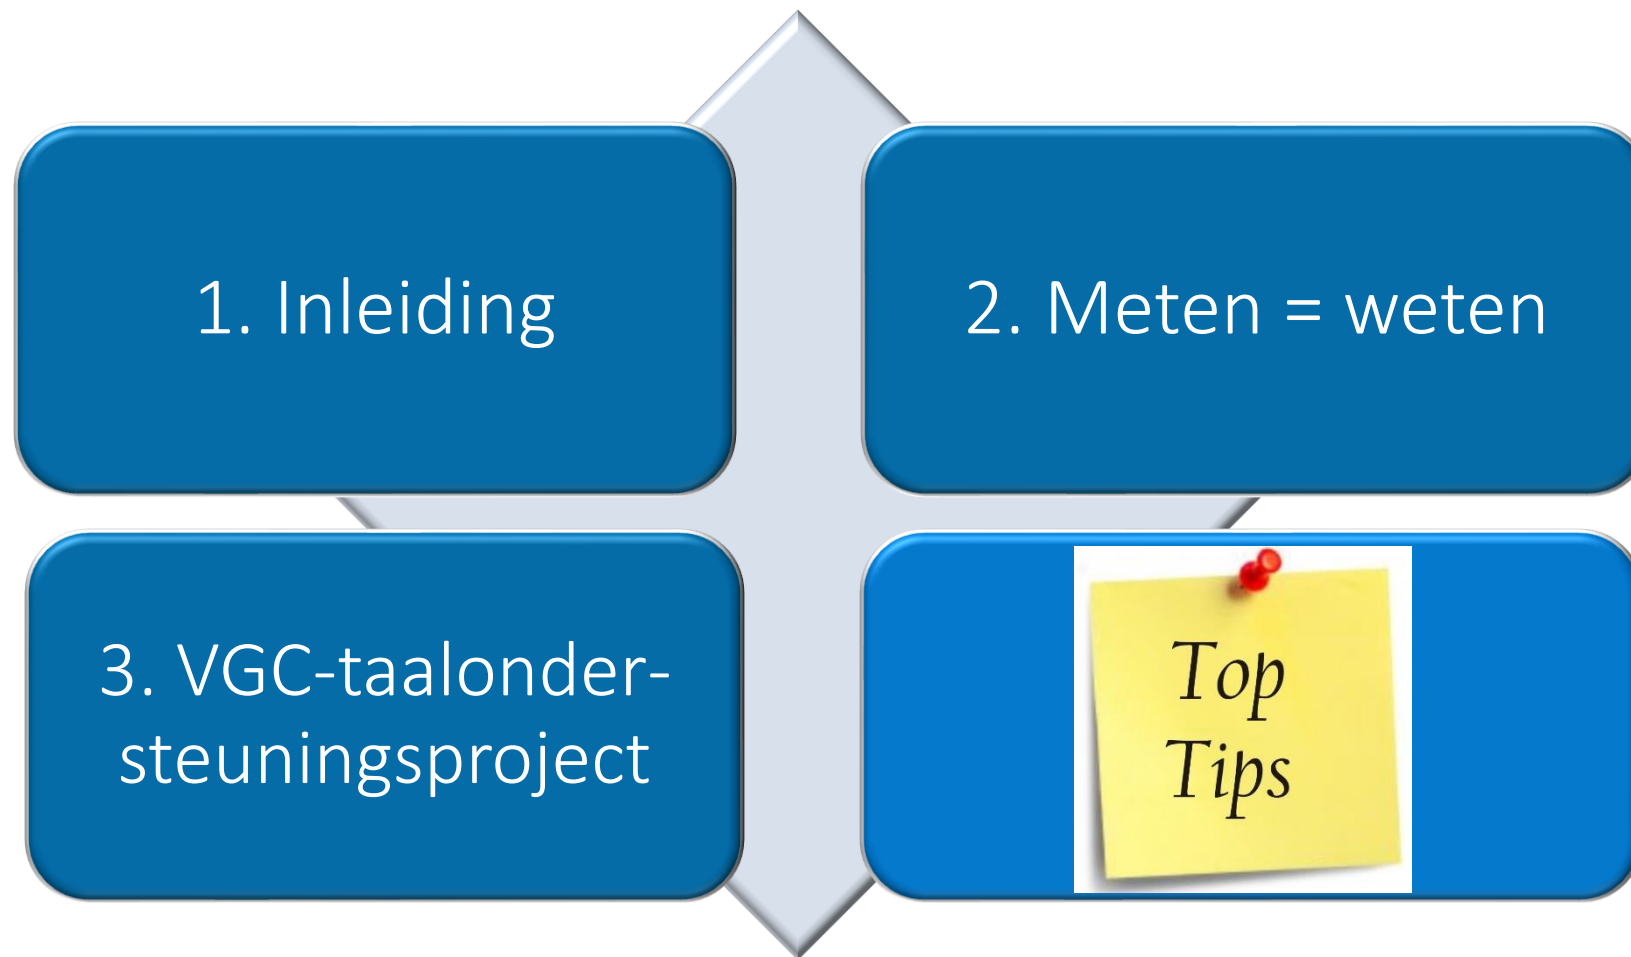 1. Inleiding
2. Meten = weten
3. VGC-taalonder-
steuningsproject
Top
Tips